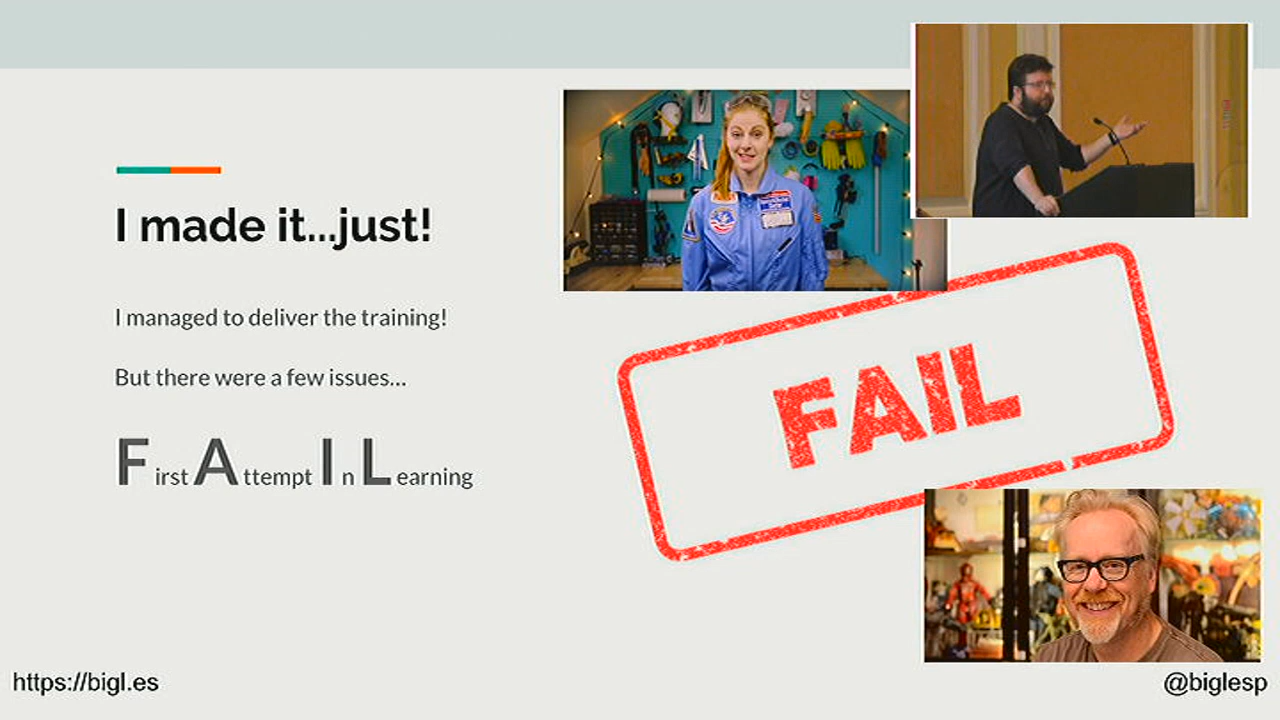 I made it...just!
I managed to deliver the training!
But there were a few issues...
First Attempt In Learning
FAIL
https://bigl.es
@biglesp